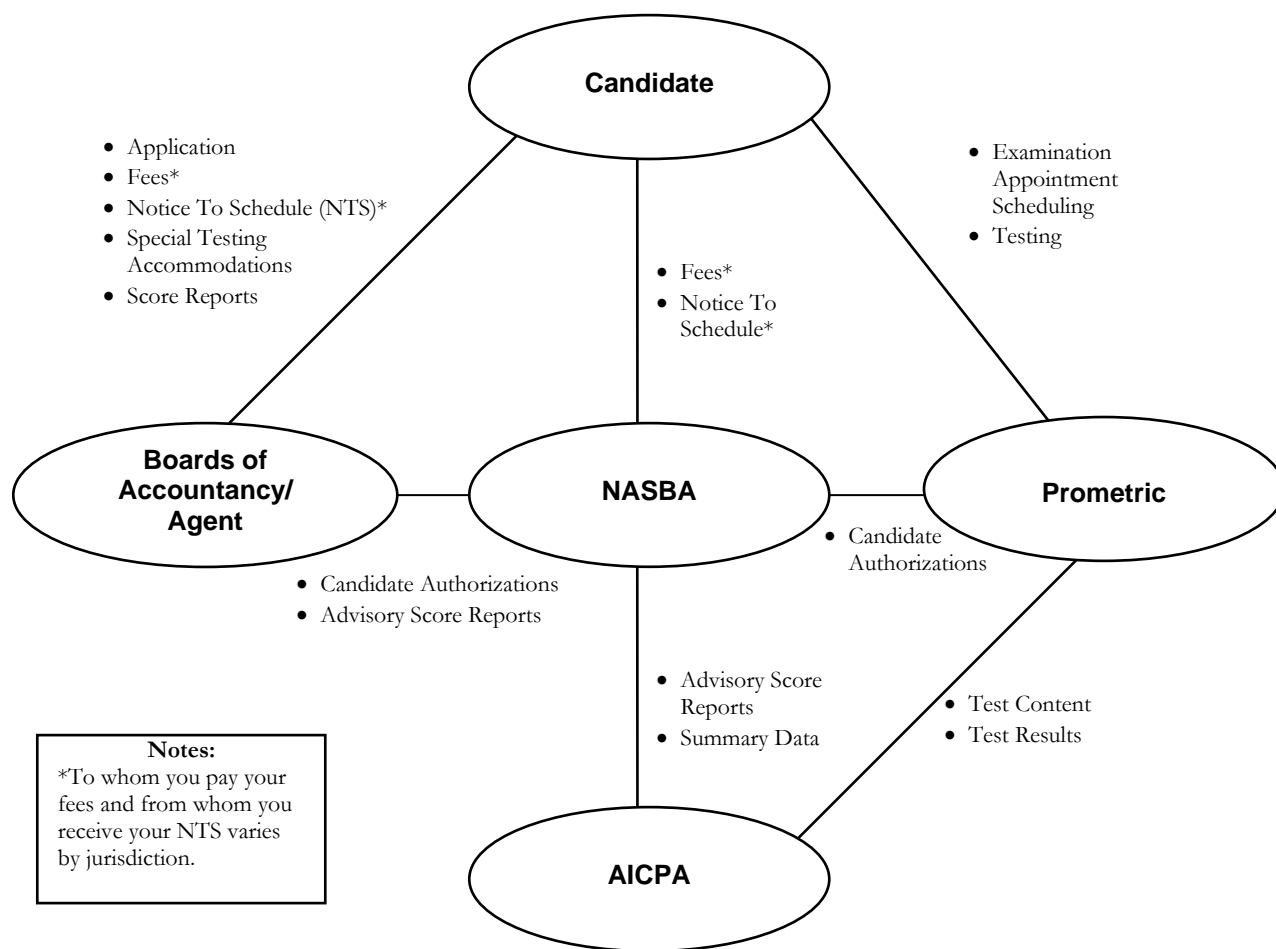 Candidate
• Application
• Fees*
• Notice To Schedule (NTS)*
• Special Testing
Accommodations
• Score Reports
• Fees*
• Notice To
Schedule*
• Examination
Appointment
Scheduling
• Testing
Boards of
Accountancy/
Agent
NASBA
Prometric
• Candidate Authorizations
• Advisory Score Reports
• Candidate
Authorizations
• Advisory Score
Reports
• Summary Data
• Test Content
• Test Results
Notes:
*To whom you pay your
fees and from whom you
receive your NTS varies
by jurisdiction.
AICPA